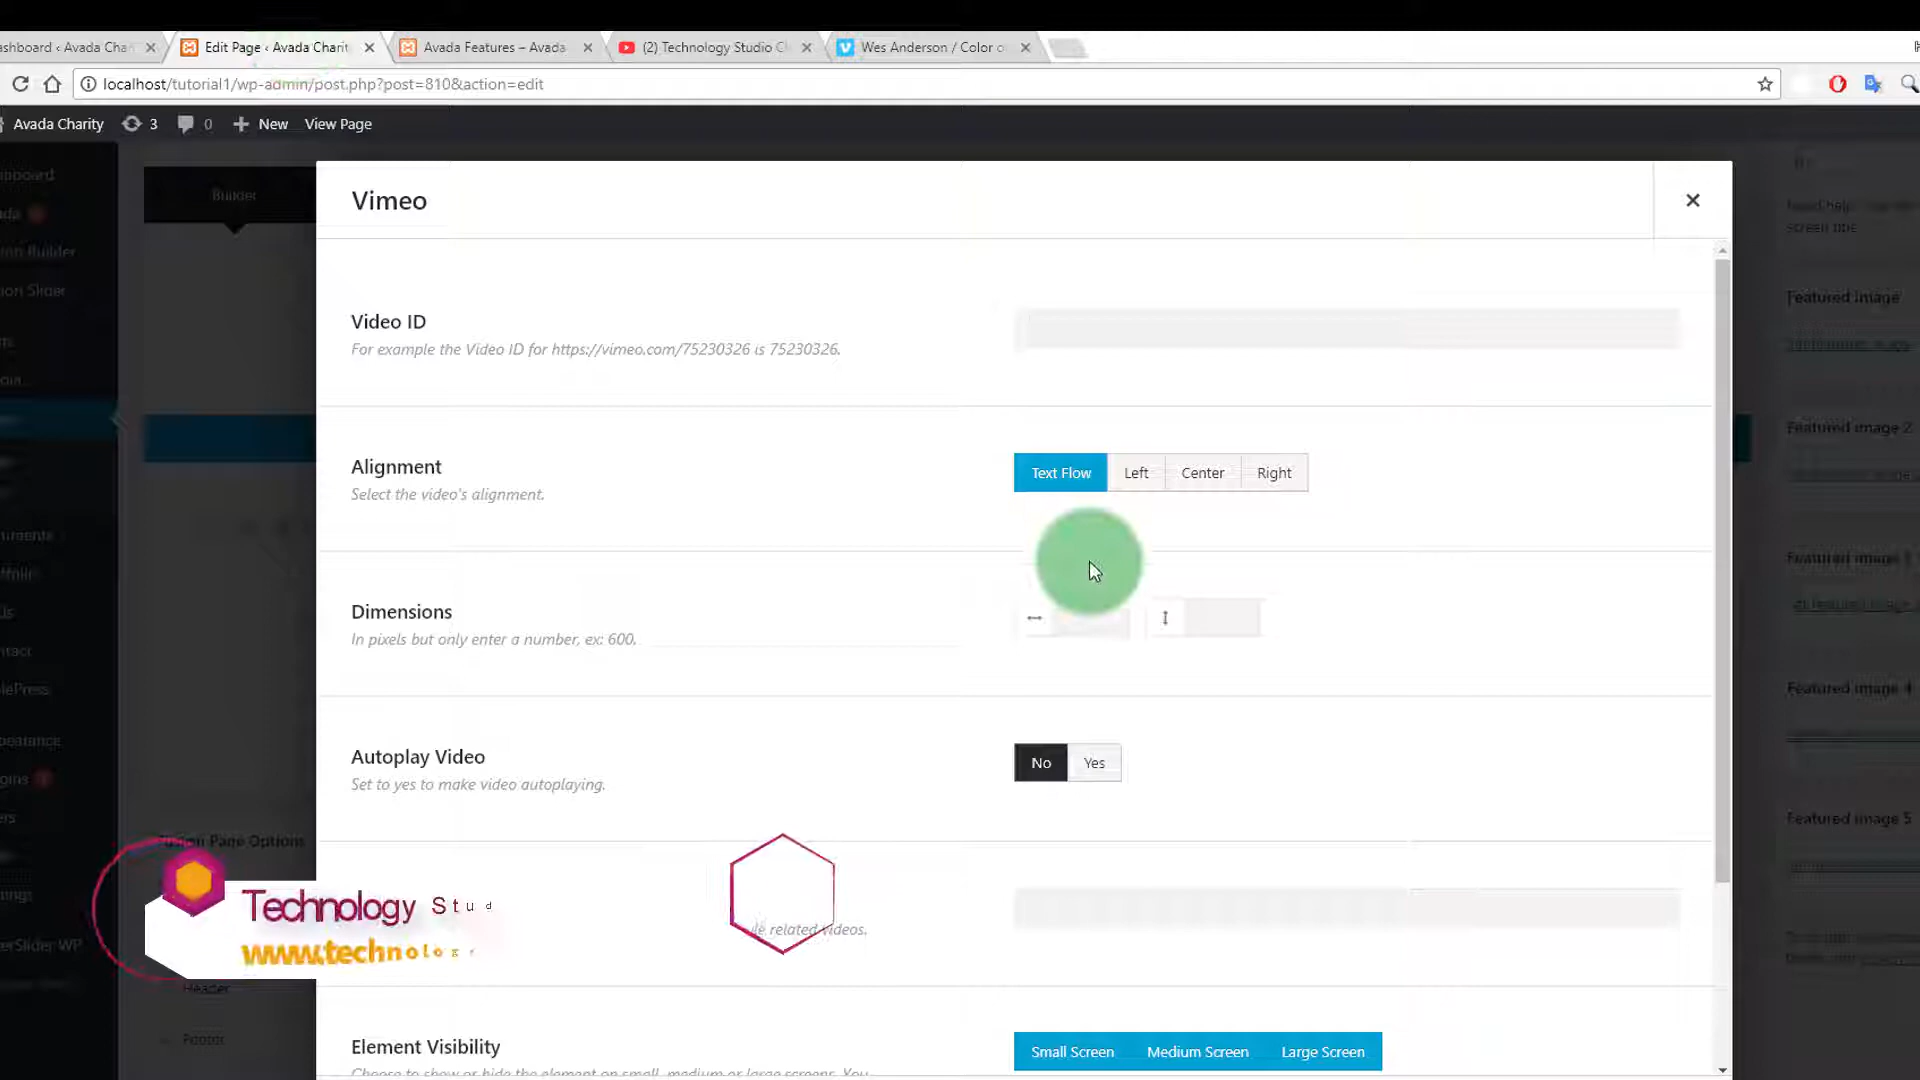 ashboard ‹ Avada Char
Edit Page ‹ Avada Charit
Avada Features – Avada
(2) Technology Studio C
Wes Anderson / Color o
localhost/tutorial1/wp-admin/post.php?post=810&action=edit
Avada Charity
3
0
New
View Page
Builder
Vimeo
Video ID
For example the Video ID for https://vimeo.com/75230326 is 75230326.
Alignment
Select the video's alignment.
Text Flow
Left
Center
Right
Dimensions
In pixels but only enter a number, ex: 600.
Autoplay Video
Set to yes to make video autoplaying.
No
Yes
le related videos.
Element Visibility
Choose to show or hide the element on small, medium or large screens. You
Small Screen
Medium Screen
Large Screen
Featured Image
Featured image 2
Featured image 4
Featured image 5
Page Options
Technology Stud
www.technolog
Header
Footer